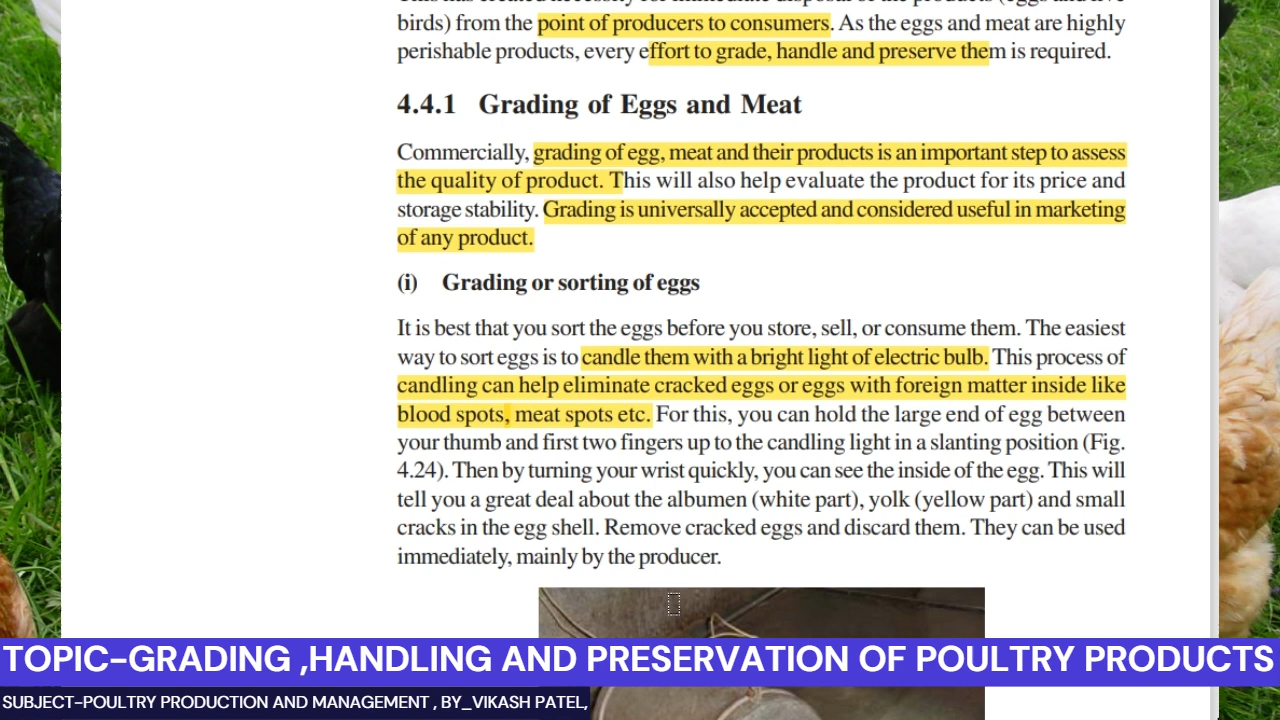 birds) from the point of producers to consumers. As the eggs and meat are highly
perishable products, every effort to grade, handle and preserve them is required.
4.4.1 Grading of Eggs and Meat
Commercially, grading of egg, meat and their products is an important step to assess
the quality of product. This will also help evaluate the product for its price and
storage stability. Grading is universally accepted and considered useful in marketing
of any product.
(i) Grading or sorting of eggs
It is best that you sort the eggs before you store, sell, or consume them. The easiest
way to sort eggs is to candle them with a bright light of electric bulb. This process of
candling can help eliminate cracked eggs or eggs with foreign matter inside like
blood spots, meat spots etc. For this, you can hold the large end of egg between
your thumb and first two fingers up to the candling light in a slanting position (Fig.
4.24). Then by turning your wrist quickly, you can see the inside of the egg. This will
tell you a great deal about the albumen (white part), yolk (yellow part) and small
cracks in the egg shell. Remove cracked eggs and discard them. They can be used
immediately, mainly by the producer.
TOPIC-GRADING ,HANDLING AND PRESERVATION OF POULTRY PRODUCTS
SUBJECT-POULTRY PRODUCTION AND MANAGEMENT , BY_VIKASH PATEL,